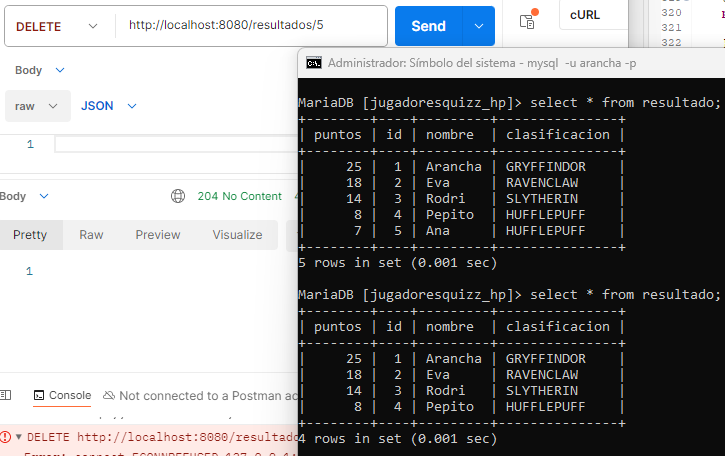 DELETE http://localhost:8080/resultados/5 Send cURL
320
321
322
Body
raw JSON
1
Body 204 No Content
Pretty Raw Preview Visualize
1
Console Not connected to a Postman ac
DELETE http://localhost:8080/resultado
Administrador: Símbolo del sistema - mysql -u arancha -p
MariaDB [jugadoresquizz_hp]> select * from resultado;
+--------+----+---------+---------------+
| puntos | id | nombre | clasificacion |
+--------+----+---------+---------------+
| 25 | 1 | Arancha | GRYFFINDOR |
| 18 | 2 | Eva | RAVENCLAW |
| 14 | 3 | Rodri | SLYTHERIN |
| 8 | 4 | Pepito | HUFFLEPUFF |
| 7 | 5 | Ana | HUFFLEPUFF |
+--------+----+---------+---------------+
5 rows in set (0.001 sec)
MariaDB [jugadoresquizz_hp]> select * from resultado;
+--------+----+---------+---------------+
| puntos | id | nombre | clasificacion |
+--------+----+---------+---------------+
| 25 | 1 | Arancha | GRYFFINDOR |
| 18 | 2 | Eva | RAVENCLAW |
| 14 | 3 | Rodri | SLYTHERIN |
| 8 | 4 | Pepito | HUFFLEPUFF |
+--------+----+---------+---------------+
4 rows in set (0.001 sec)